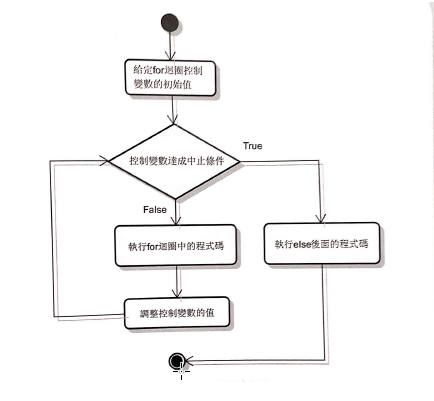 給定for迴圈控制
變數的初始值
控制變數達成中止條件
True
False
執行for迴圈中的程式碼
執行else後面的程式碼
調整控制變數的值